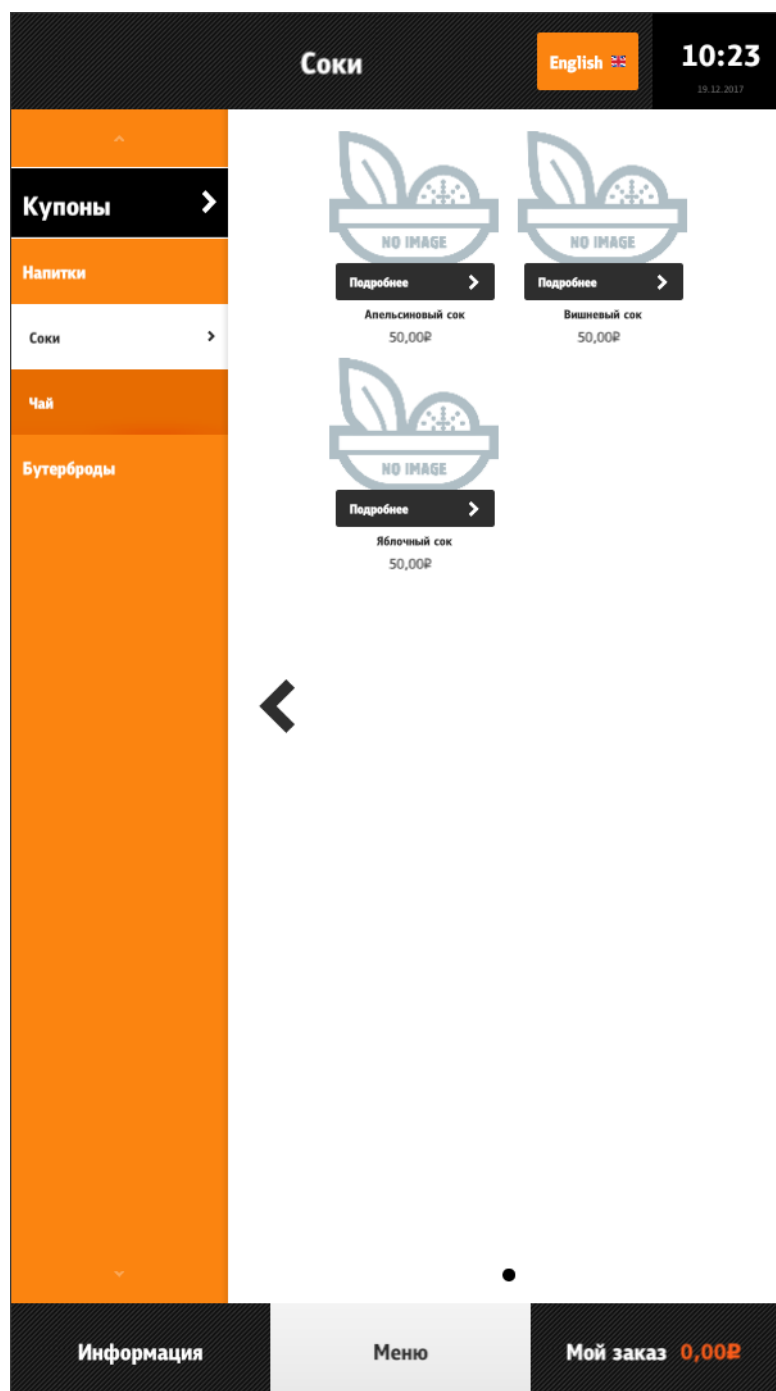 Соки
English
10:23
19.12.2017
Купоны
Напитки
Соки
Чай
Бутерброды
NO IMAGE
NO IMAGE
Подробнее
Подробнее
Апельсиновый сок
Вишневый сок
50,00₽
50,00₽
NO IMAGE
Подробнее
Яблочный сок
50,00₽
Информация
Меню
Мой заказ 0,00₽